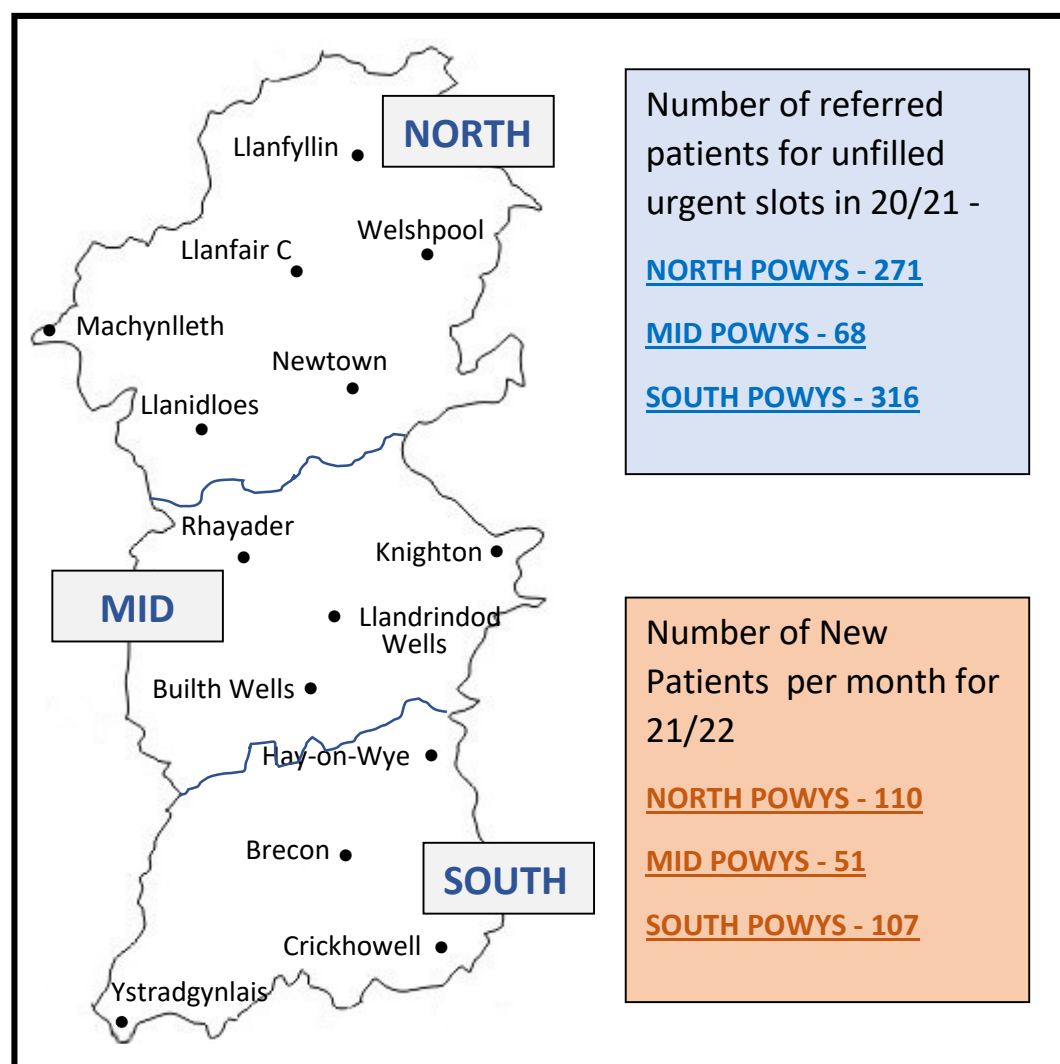 NORTH
Llanfyllin
Welshpool
Llanfair C
Machynlleth
Newtown
Llanidloes
Rhayader
Knighton
MID
Llandrindod
Wells
Builth Wells
Hay-on-Wye
Brecon
SOUTH
Crickhowell
Ystradgynlais
Number of referred
patients for unfilled
urgent slots in 20/21 -
NORTH POWYS - 271
MID POWYS - 68
SOUTH POWYS - 316
Number of New
Patients  per month for
21/22
NORTH POWYS - 110
MID POWYS - 51
SOUTH POWYS - 107